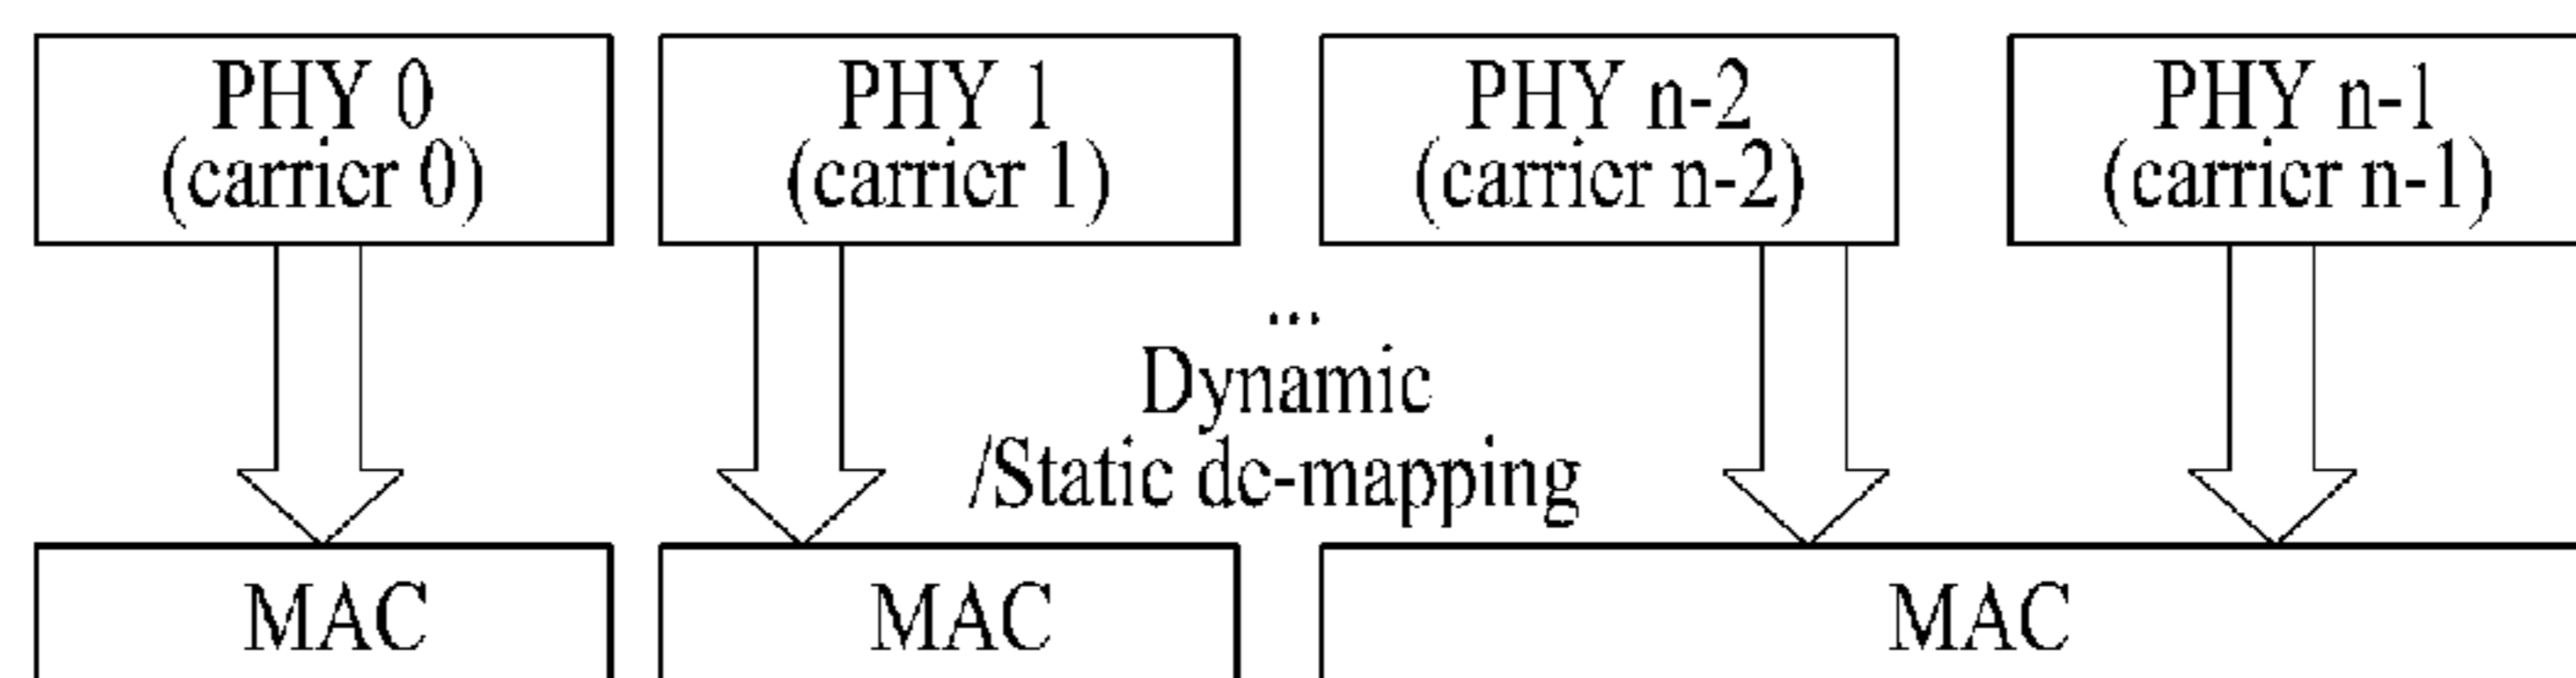 PHY 0
(carrier 0)
PHY 1
(carrier 1)
PHY n-2
(carrier n-2)
PHY n-1
(carrier n-1)
...
Dynamic
/Static de-mapping
MAC
MAC
MAC